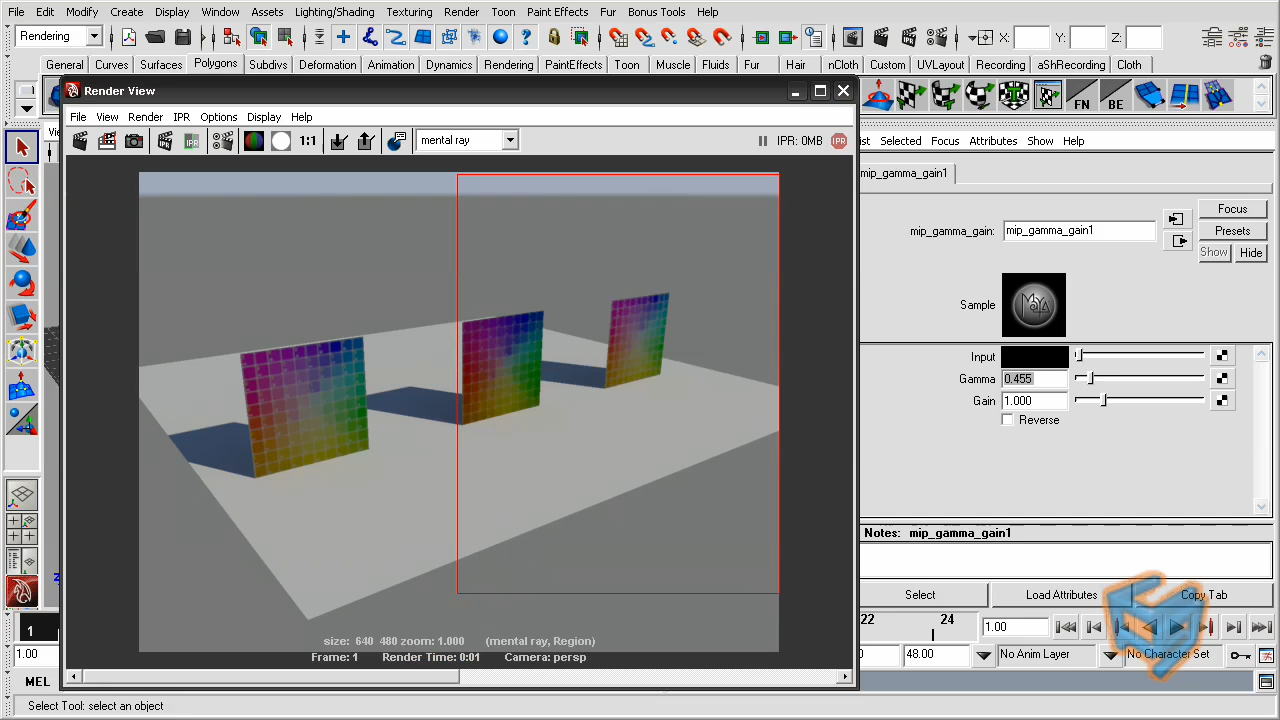 File Edit Modify Create Display Window Assets Lighting/Shading Texturing Render Toon Paint Effects Fur Bonus Tools Help
Rendering X: Y: Z:
General Curves Surfaces Polygons Subdivs Deformation Animation Dynamics Rendering PaintEffects Toon Muscle Fluids Fur Hair nCloth Custom UVLayout Recording aShRecording Cloth
Render View
FN BE
File View Render IPR Options Display Help
1:1 mental ray IPR: 0MB
Selected Focus Attributes Show Help
mip_gamma_gain1
mip_gamma_gain: mip_gamma_gain1
Focus
Presets
Show Hide
Sample
Input
Gamma 0.455
Gain 1.000
Reverse
Notes: mip_gamma_gain1
Select Load Attributes Copy Tab
size: 640 480 zoom: 1.000 (mental ray, Region)
Frame: 1 Render Time: 0:01 Camera: persp
1 22 24 1.00
1.00 48.00 No Anim Layer No Character Set
MEL
Select Tool: select an object